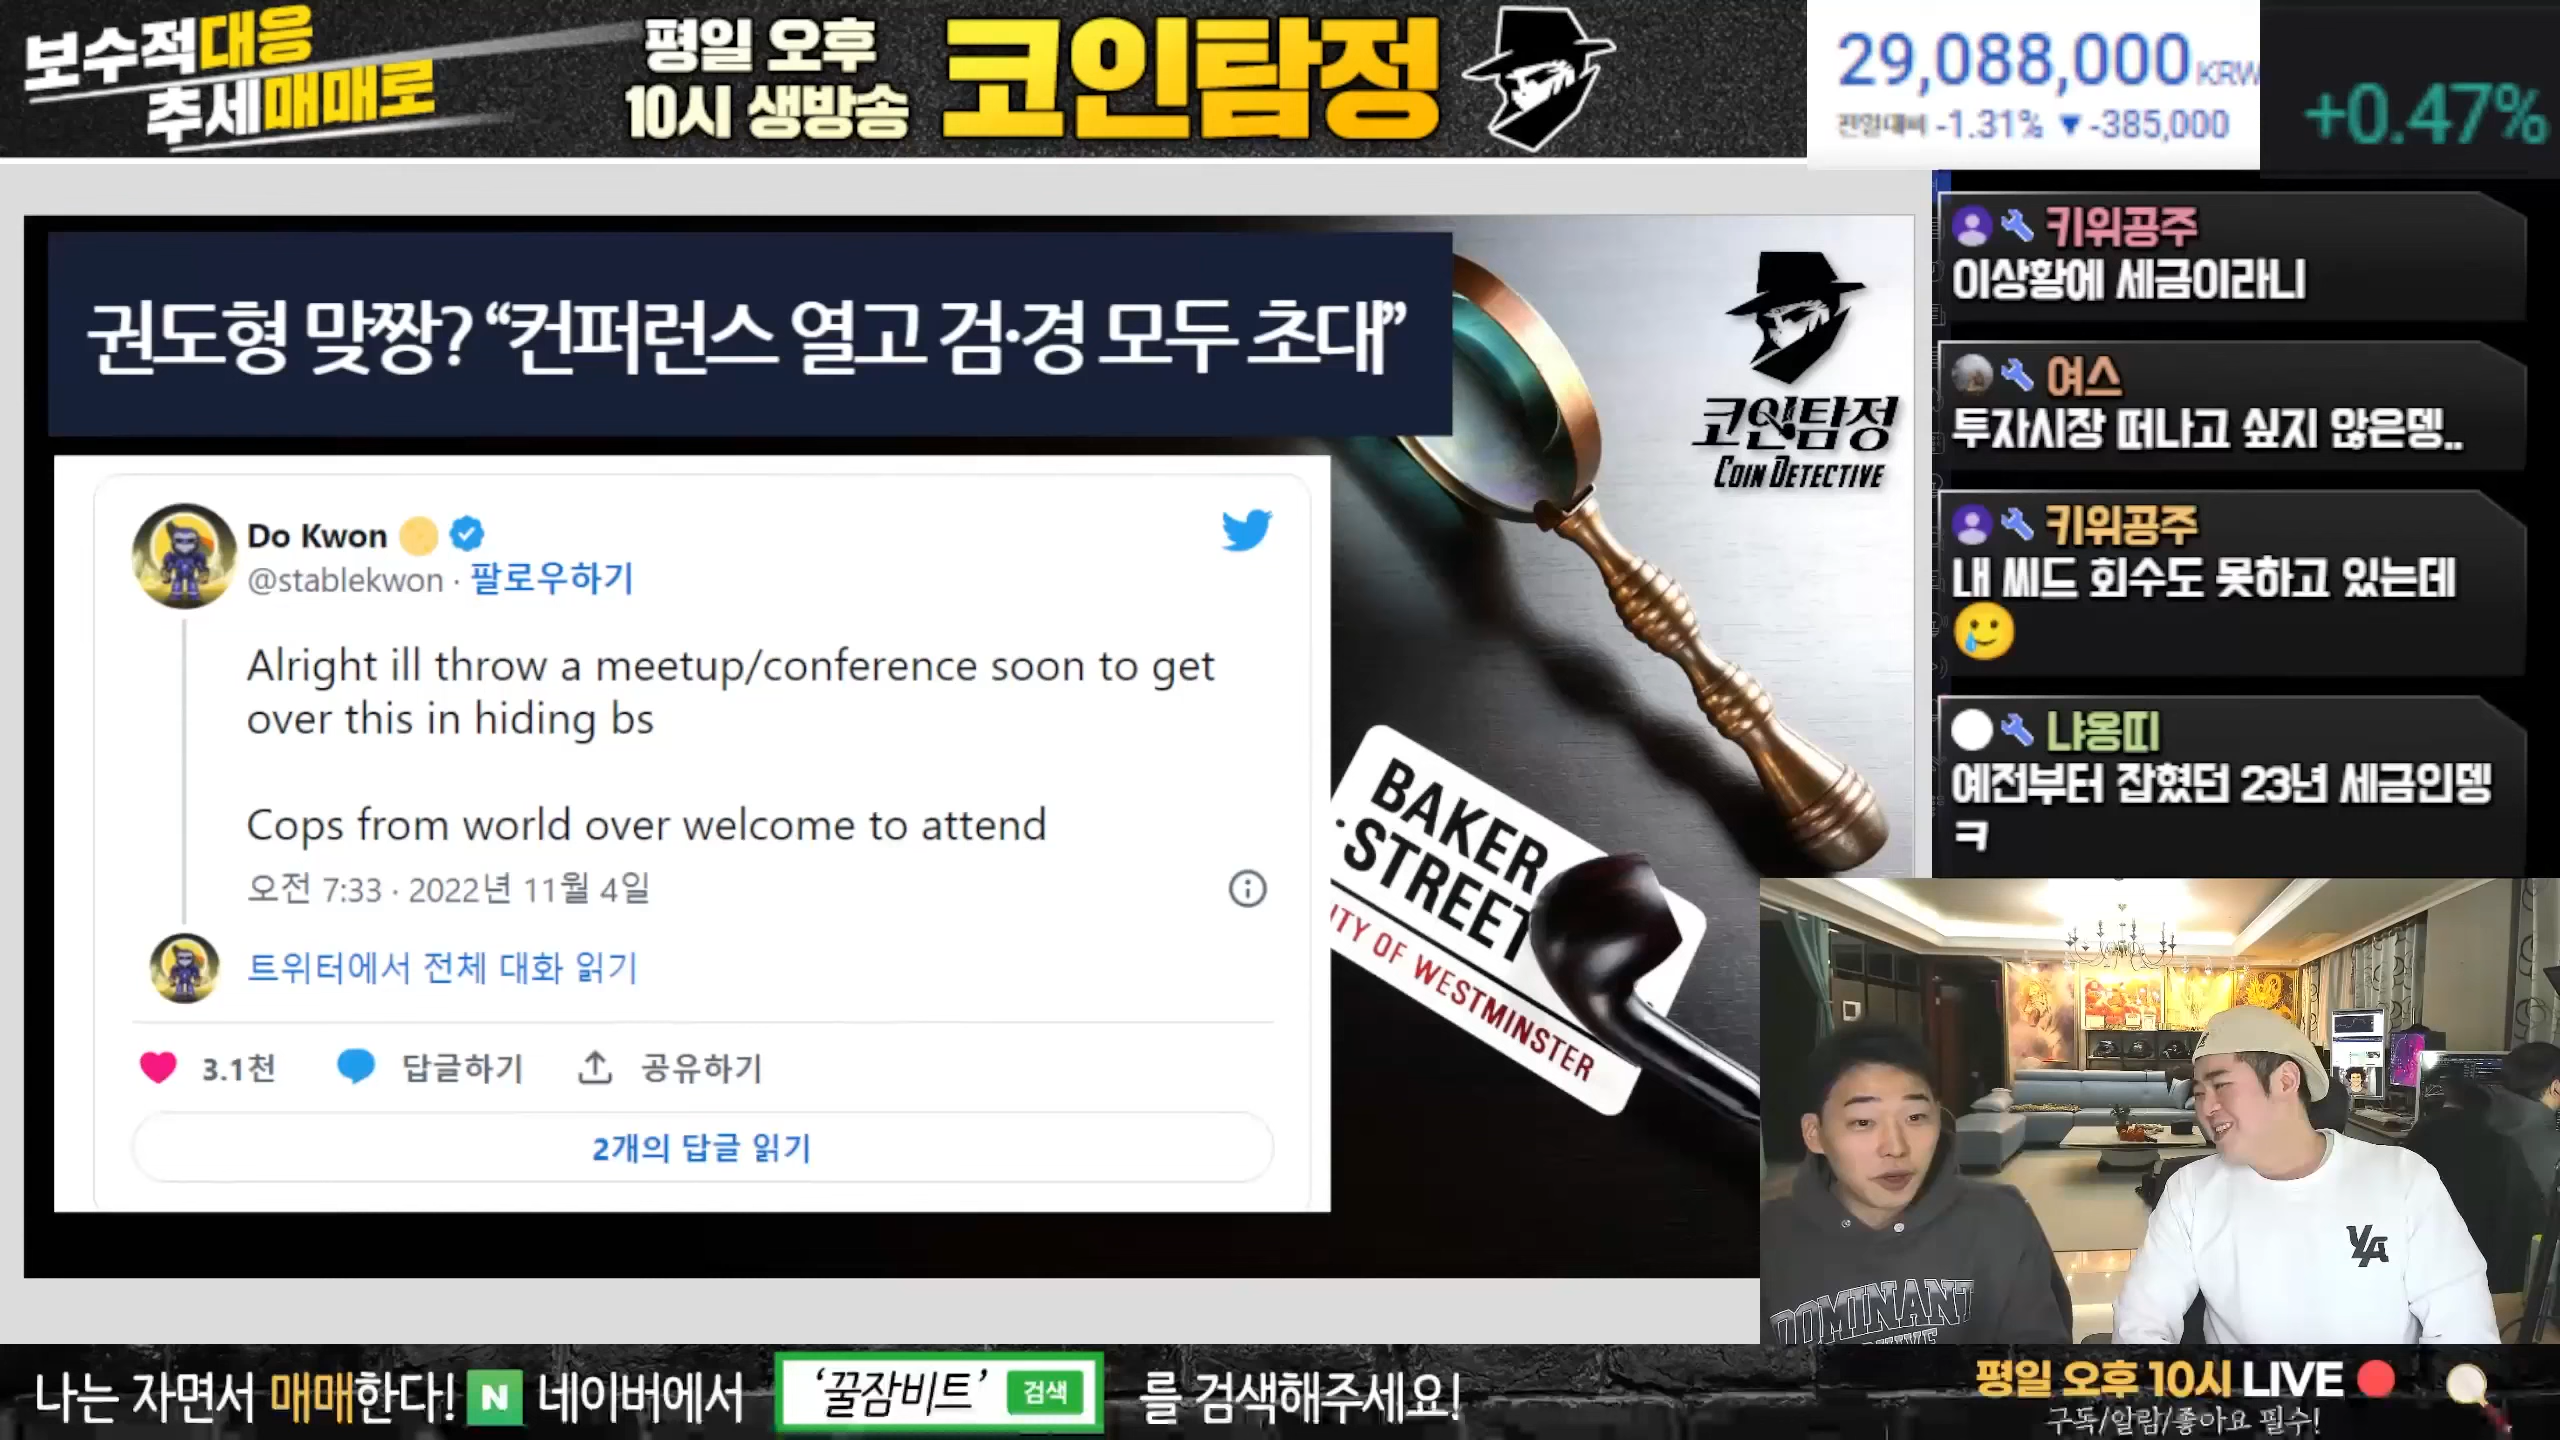 보수적대응
추세매매로
평일 오후
10시 생방송
코인탐정
29,088,000 KRW
전일대비 -1.31% ▼ -385,000
+0.47%
권도형 맞짱? “컨퍼런스 열고 검·경 모두 초대”
코인탐정
COIN DETECTIVE
Do Kwon
@stablekwon · 팔로우하기
Alright ill throw a meetup/conference soon to get
over this in hiding bs
Cops from world over welcome to attend
오전 7:33 · 2022년 11월 4일
트위터에서 전체 대화 읽기
3.1천 답글하기 공유하기
2개의 답글 읽기
BAKER
STREET
ITY OF WESTMINSTER
키위공주
이상황에 세금이라니
여스
투자시장 떠나고 싶지 않은뎅..
키위공주
내 씨드 회수도 못하고 있는데
🥲
냐옹띠
예전부터 잡혔던 23년 세금인뎅
ㅋ
DOMINANT
YA
나는 자면서 매매한다! N 네이버에서 ‘꿀잠비트’ 검색 를 검색해주세요!
평일 오후 10시 LIVE
구독/알람/좋아요 필수!